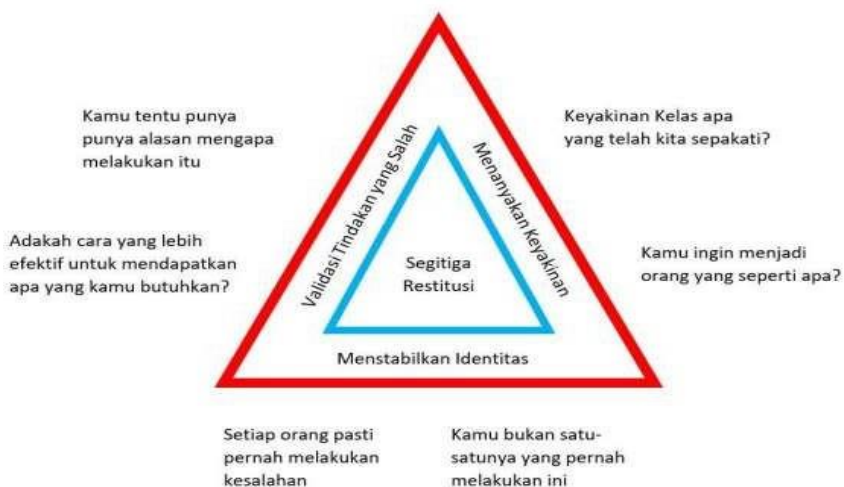 Kamu tentu punya
punya alasan mengapa
melakukan itu
Keyakinan Kelas apa
yang telah kita sepakati?
Validasi Tindakan yang Salah
Menanyakan Keyakinan
Adakah cara yang lebih
efektif untuk mendapatkan
apa yang kamu butuhkan?
Segitiga
Restitusi
Kamu ingin menjadi
orang yang seperti apa?
Menstabilkan Identitas
Setiap orang pasti
pernah melakukan
kesalahan
Kamu bukan satu-
satunya yang pernah
melakukan ini